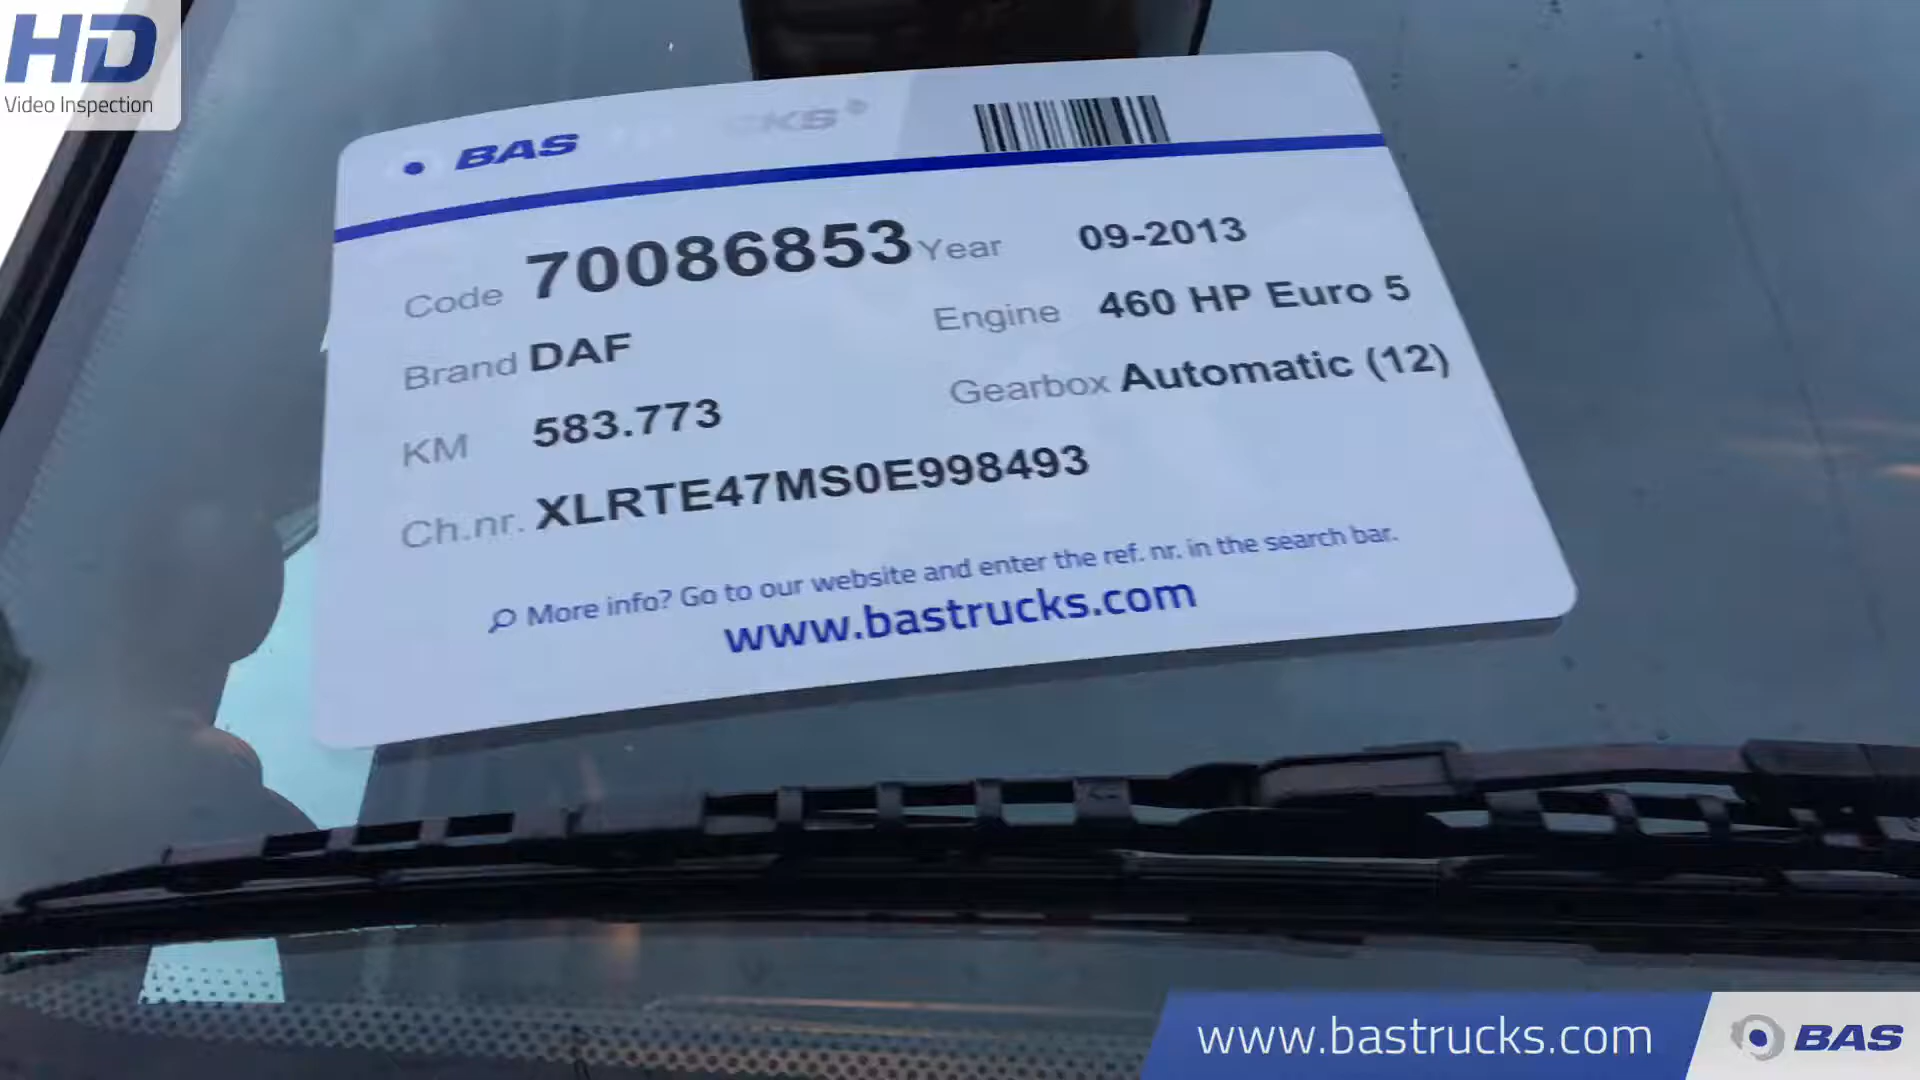 HD
Video Inspection
BAS
Code 70086853
Year 09-2013
Brand DAF
Engine 460 HP Euro 5
KM 583.773
Gearbox Automatic (12)
Ch.nr. XLRTE47MS0E998493
More info? Go to our website and enter the ref. nr. in the search bar.
www.bastrucks.com
www.bastrucks.com
BAS